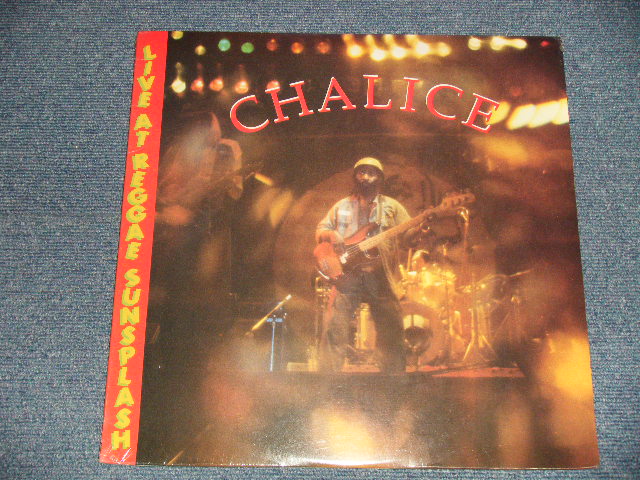 CHALICE
LIVE AT REGGAE SUNSPLASH